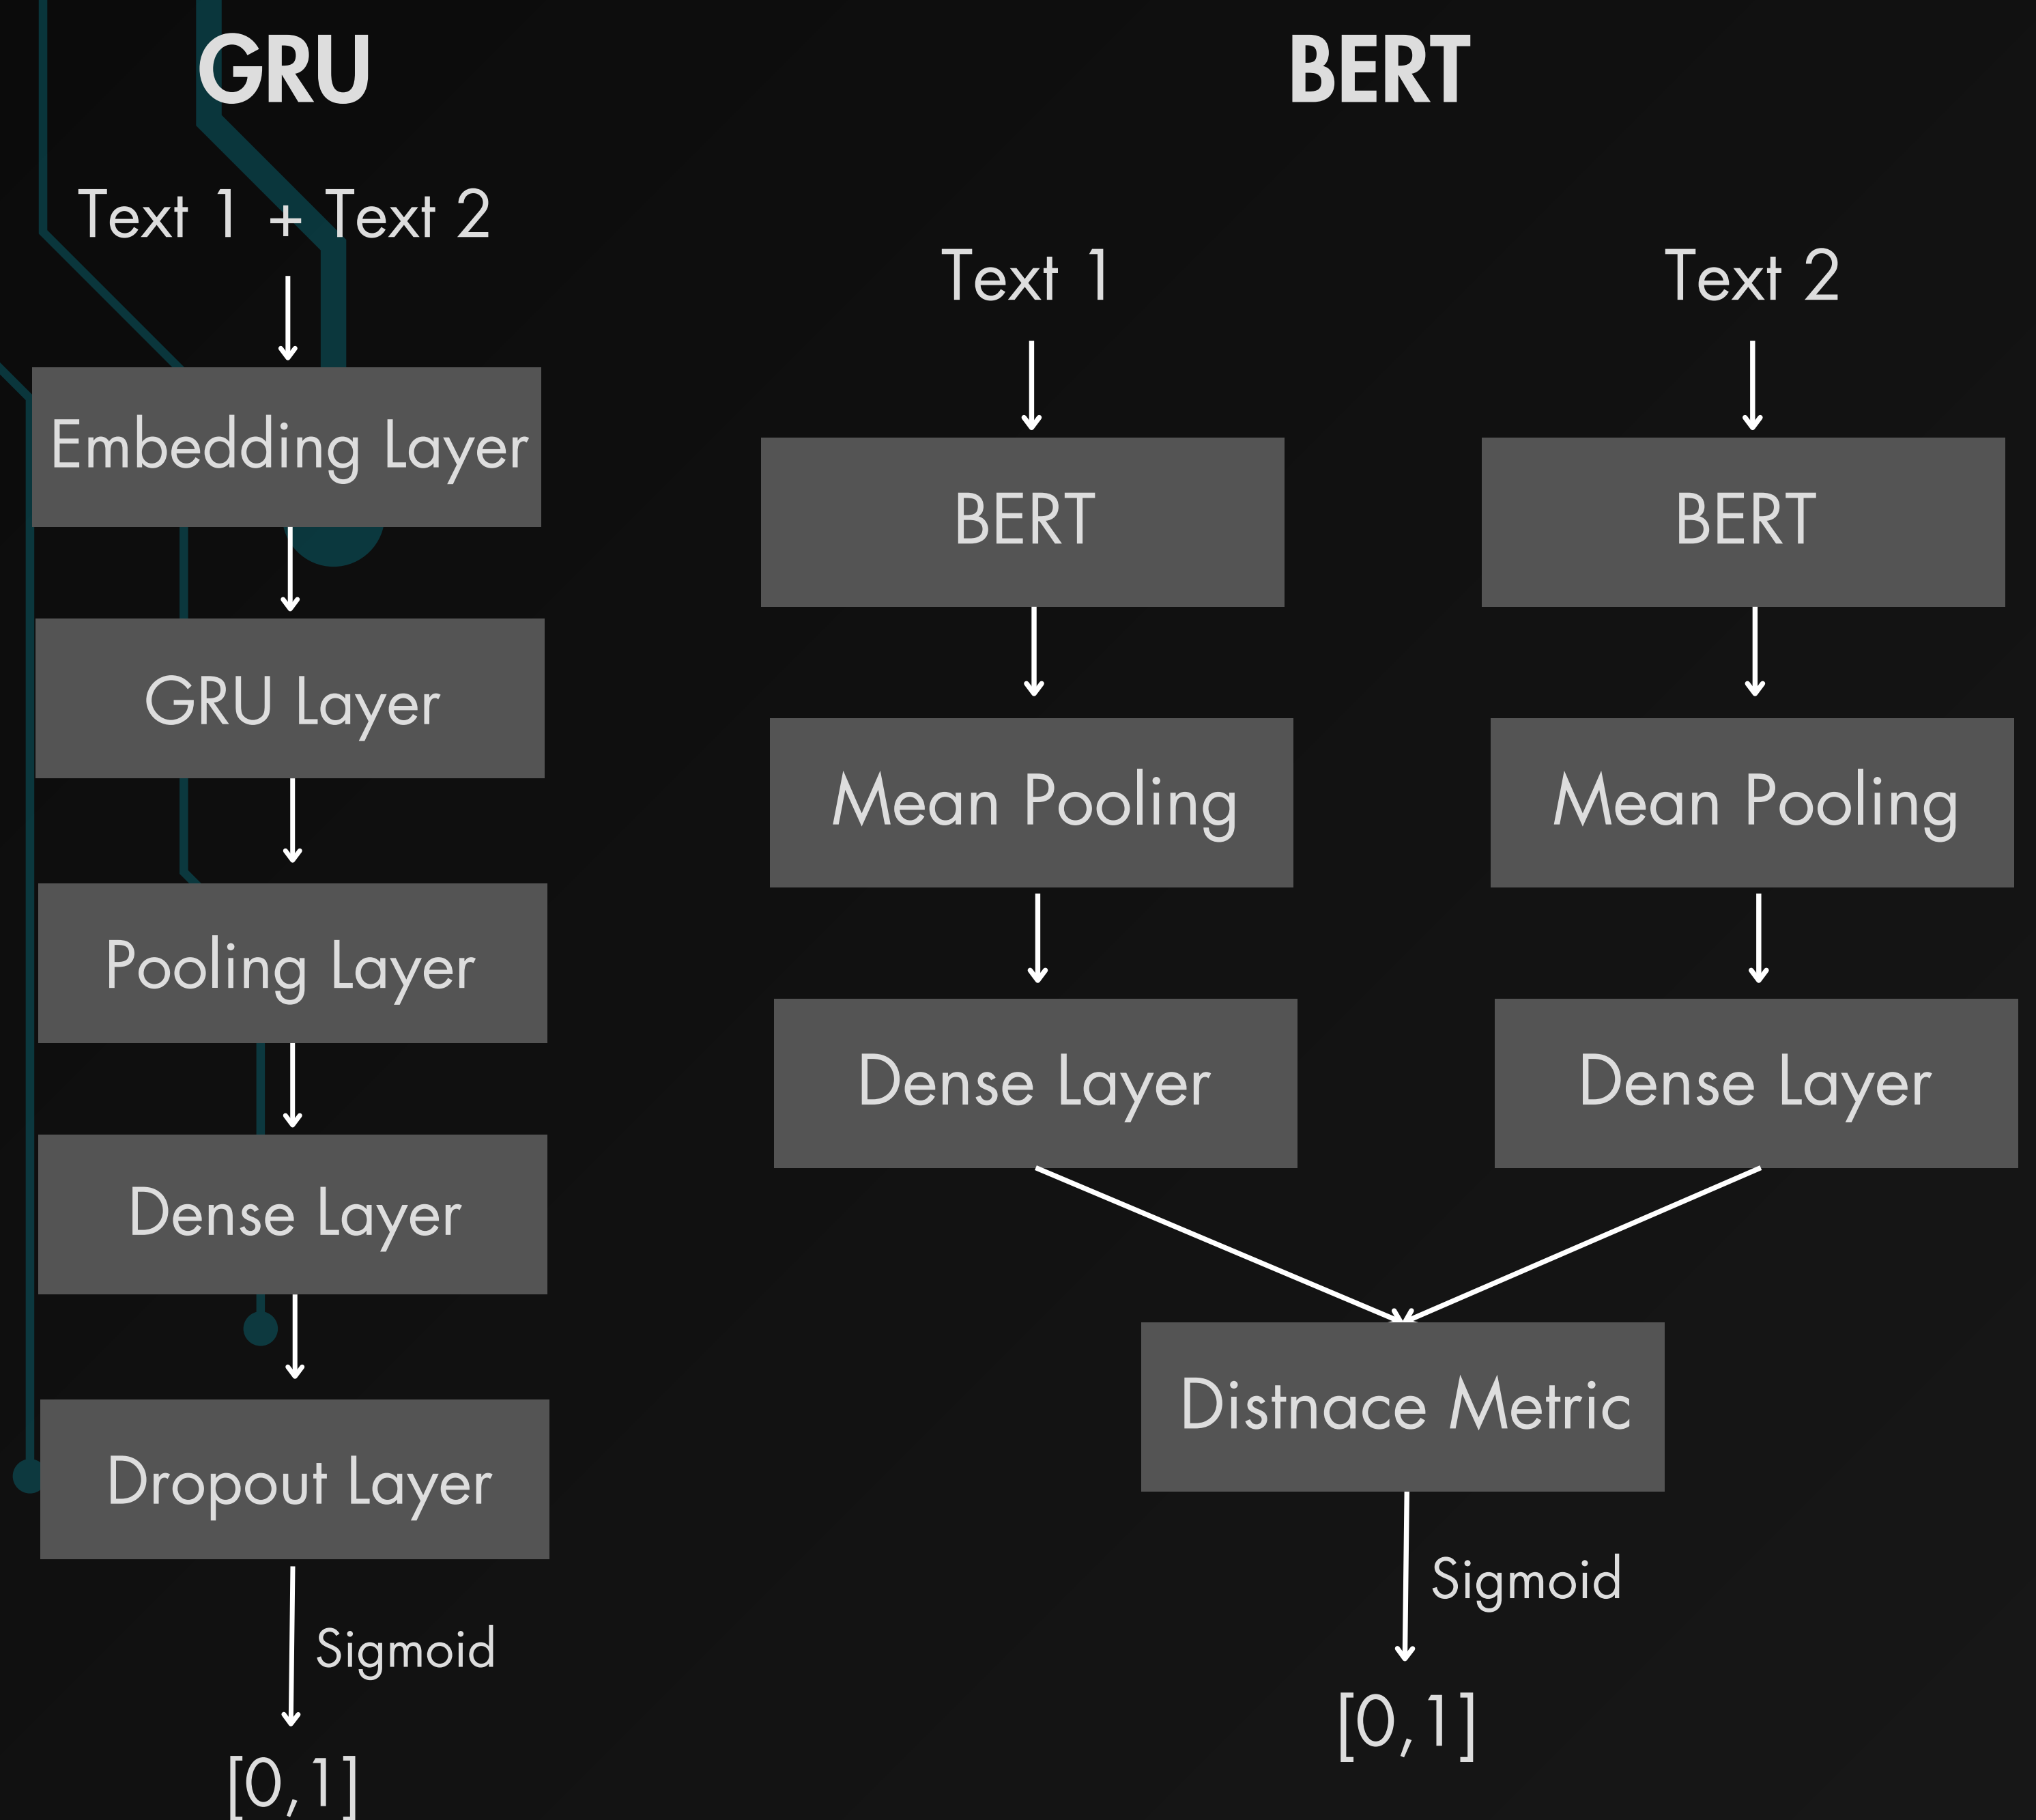 GRU
Text 1 + Text 2
Embedding Layer
GRU Layer
Pooling Layer
Dense Layer
Dropout Layer
Sigmoid
[0,1]
BERT
Text 1
Text 2
BERT
BERT
Mean Pooling
Mean Pooling
Dense Layer
Dense Layer
Distnace Metric
Sigmoid
[0,1]